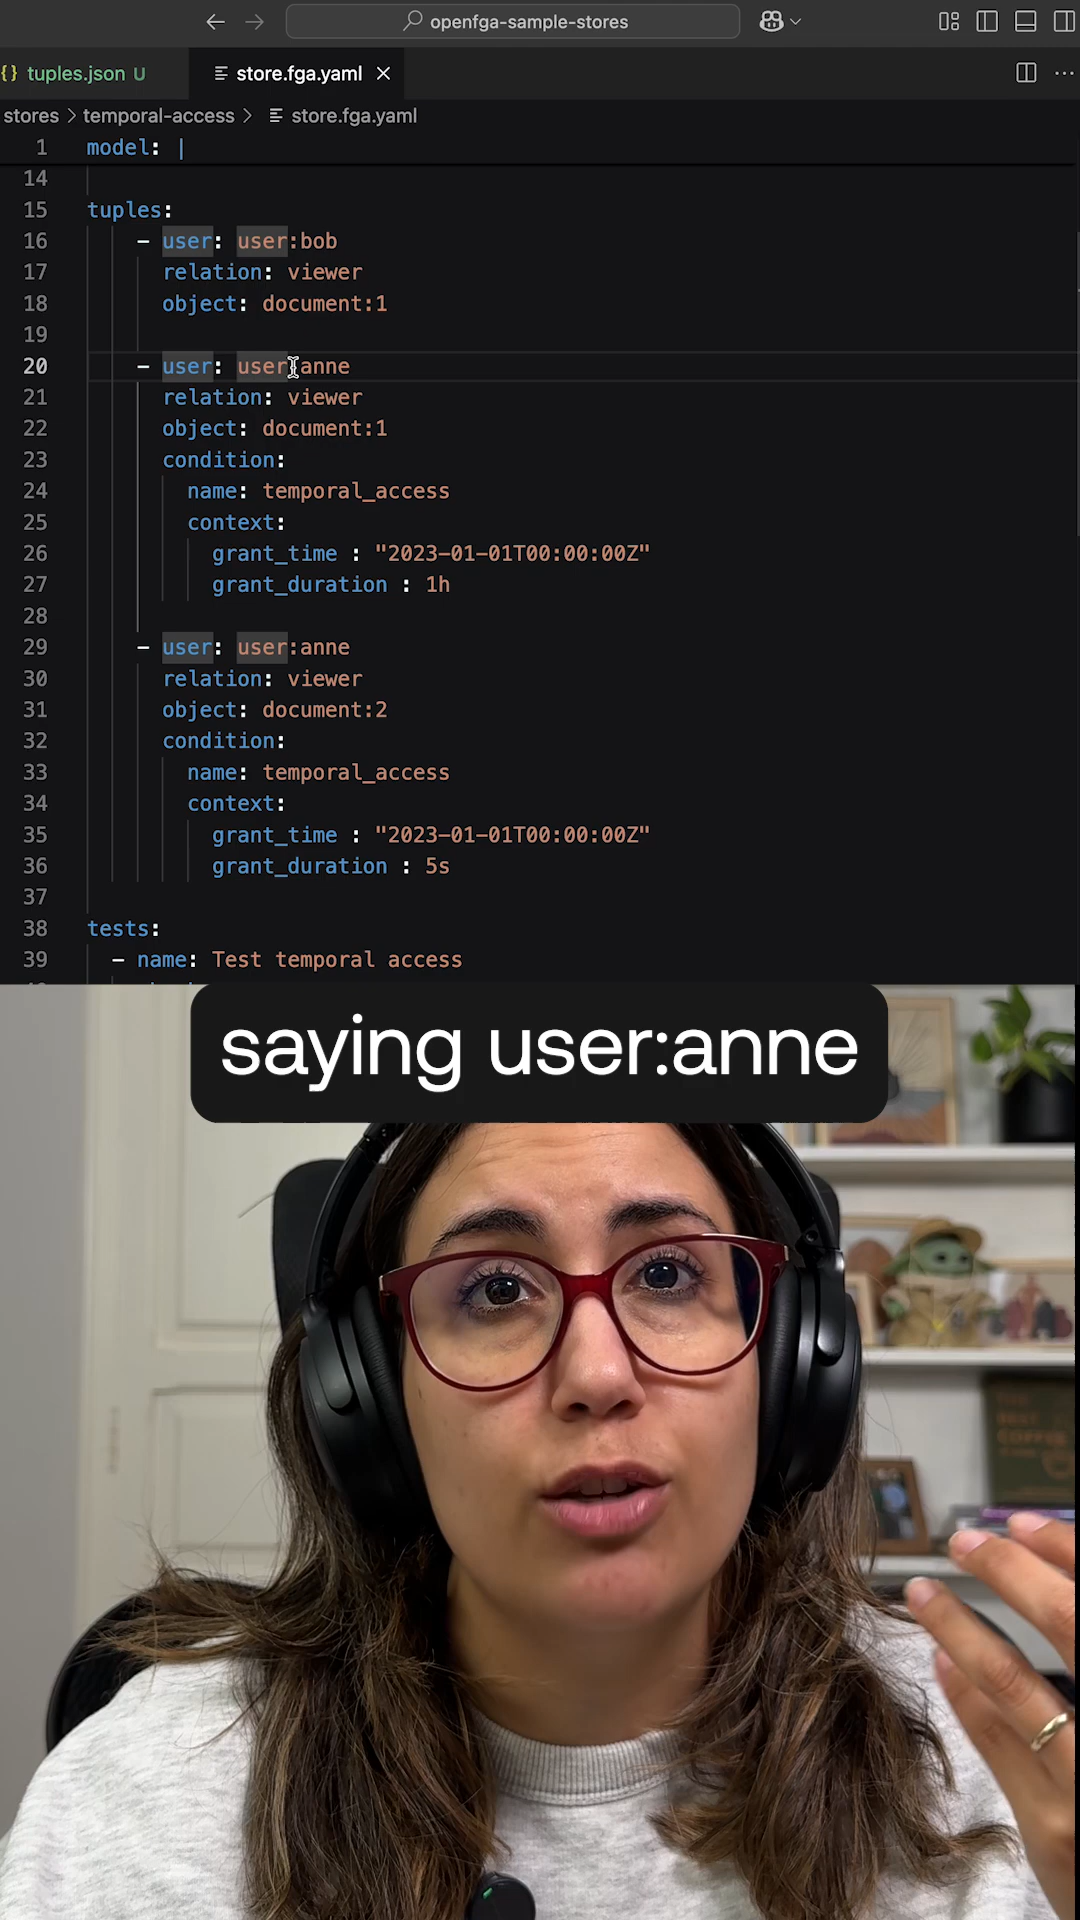 openfga-sample-stores
{} tuples.json U
store.fga.yaml
stores > temporal-access > store.fga.yaml
1 model: |
14
15 tuples:
16 - user: user:bob
17 relation: viewer
18 object: document:1
19
20 - user: user:anne
21 relation: viewer
22 object: document:1
23 condition:
24 name: temporal_access
25 context:
26 grant_time : "2023-01-01T00:00:00Z"
27 grant_duration : 1h
28
29 - user: user:anne
30 relation: viewer
31 object: document:2
32 condition:
33 name: temporal_access
34 context:
35 grant_time : "2023-01-01T00:00:00Z"
36 grant_duration : 5s
37
38 tests:
39 - name: Test temporal access
saying user:anne